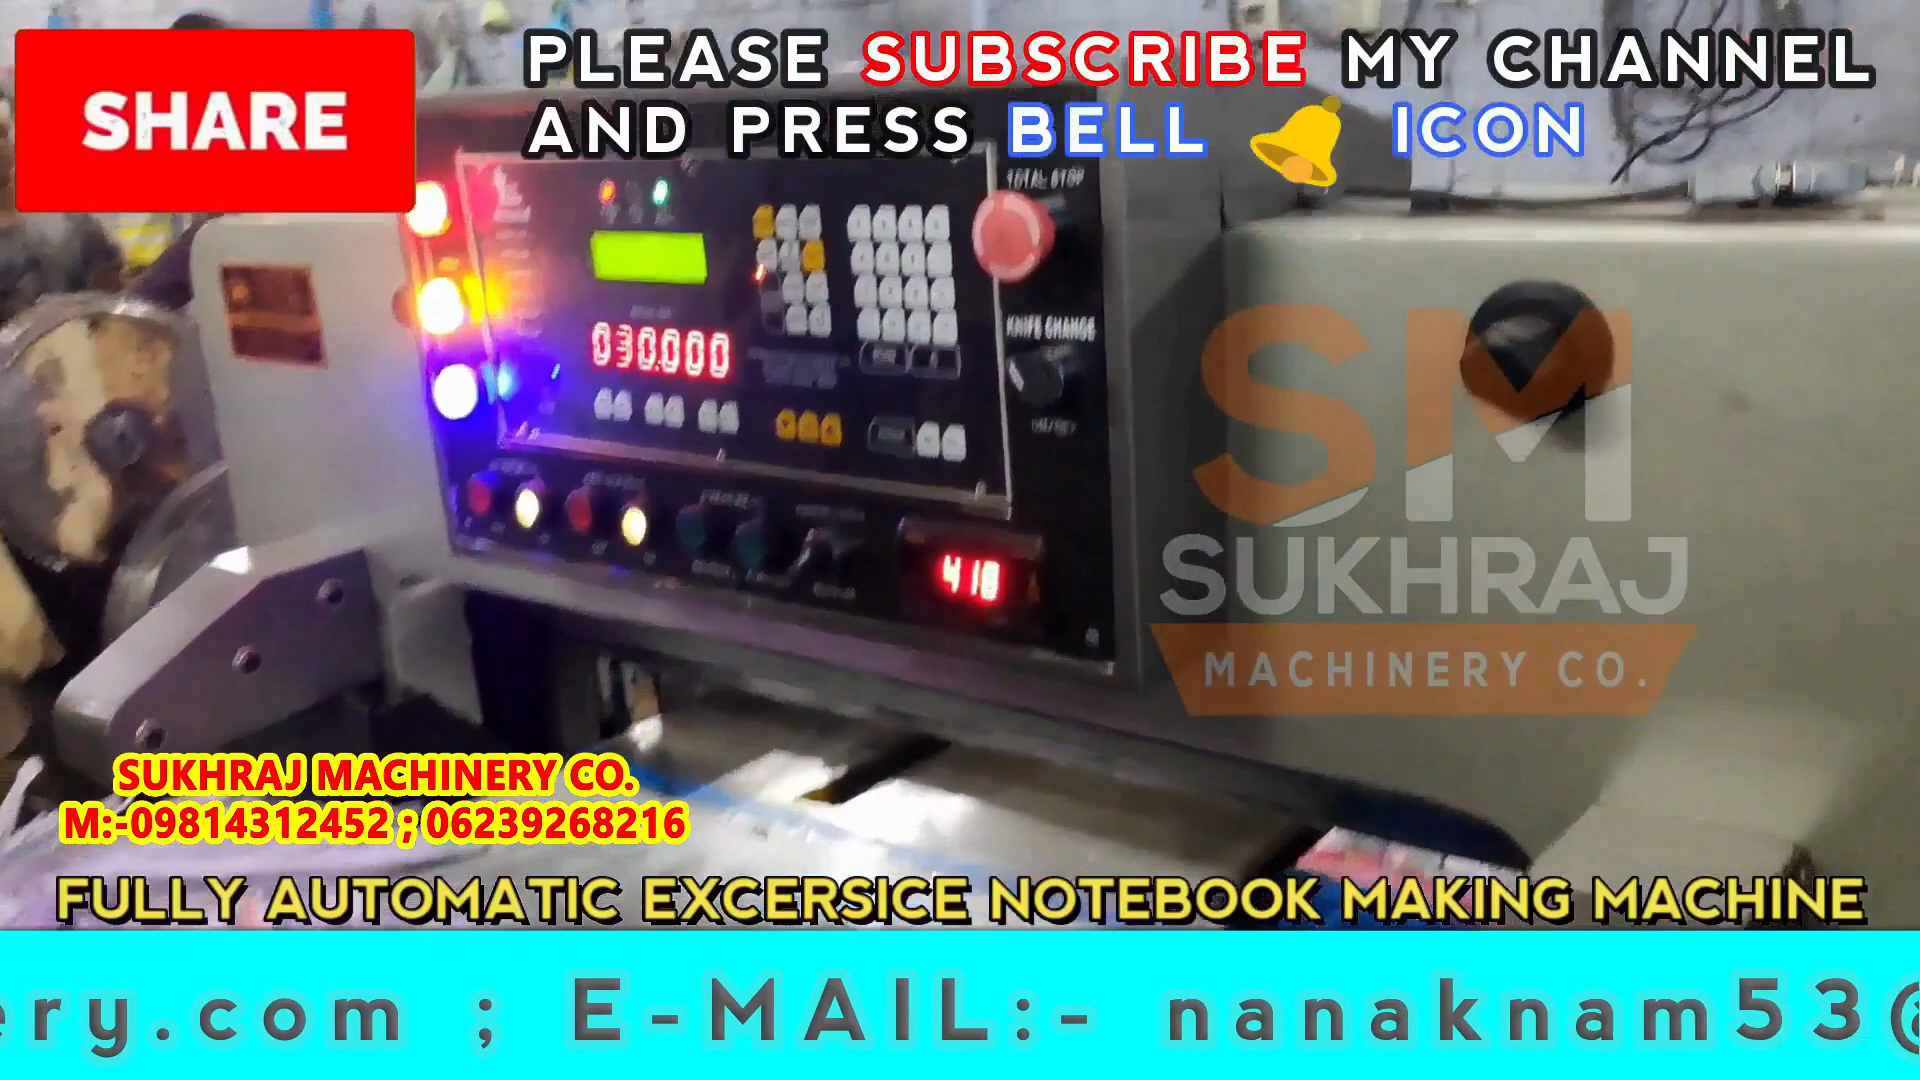 SHARE
PLEASE SUBSCRIBE MY CHANNEL
AND PRESS BELL 🔔 ICON
TOTAL STOP
030.000
KNIFE CHANGE
418
SM
SUKHRAJ
MACHINERY CO.
SUKHRAJ MACHINERY CO.
M:-09814312452 ; 06239268216
FULLY AUTOMATIC EXCERSICE NOTEBOOK MAKING MACHINE
ery.com ; E-MAIL:- nanaknam53@